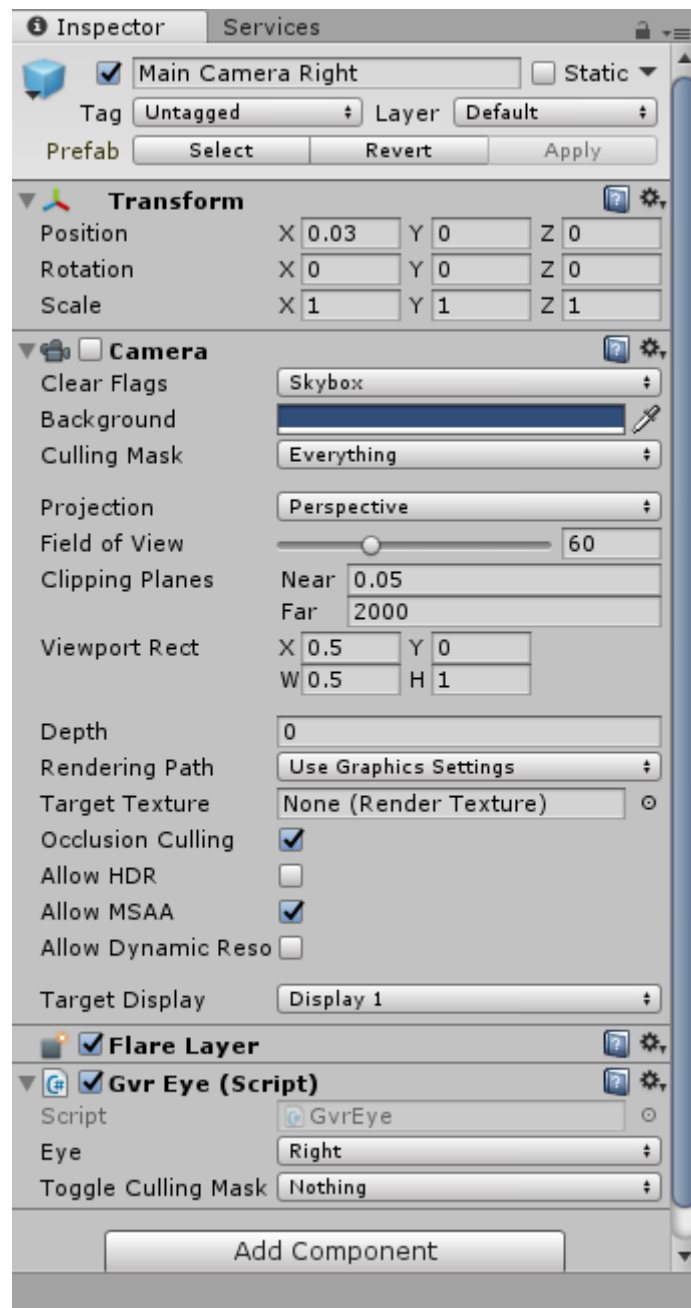 Inspector Services
Main Camera Right Static
Tag Untagged Layer Default
Prefab Select Revert Apply
Transform
Position X 0.03 Y 0 Z 0
Rotation X 0 Y 0 Z 0
Scale X 1 Y 1 Z 1
Camera
Clear Flags Skybox
Background
Culling Mask Everything
Projection Perspective
Field of View 60
Clipping Planes Near 0.05
Far 2000
Viewport Rect X 0.5 Y 0
W 0.5 H 1
Depth 0
Rendering Path Use Graphics Settings
Target Texture None (Render Texture)
Occlusion Culling
Allow HDR
Allow MSAA
Allow Dynamic Reso
Target Display Display 1
Flare Layer
C# Gvr Eye (Script)
Script GvrEye
Eye Right
Toggle Culling Mask Nothing
Add Component